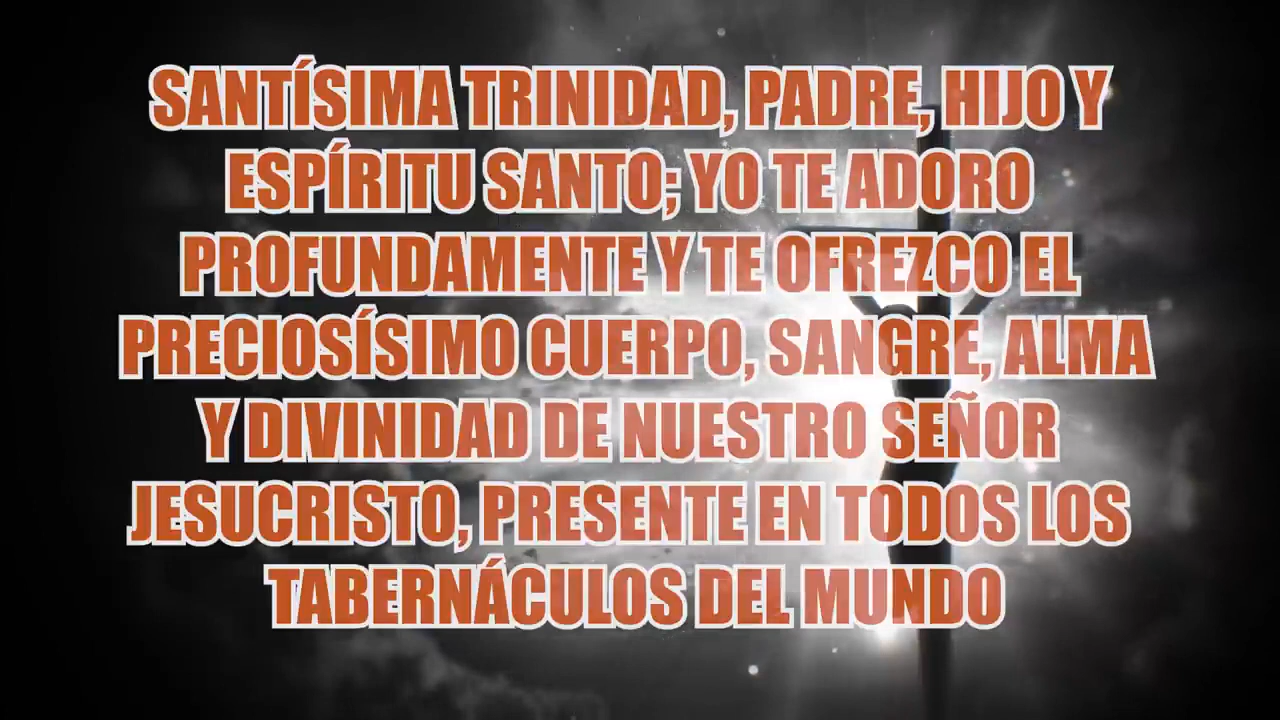 SANTÍSIMA TRINIDAD, PADRE, HIJO Y
ESPÍRITU SANTO; YO TE ADORO
PROFUNDAMENTE Y TE OFREZCO EL
PRECIOSÍSIMO CUERPO, SANGRE, ALMA
Y DIVINIDAD DE NUESTRO SEÑOR
JESUCRISTO, PRESENTE EN TODOS LOS
TABERNÁCULOS DEL MUNDO